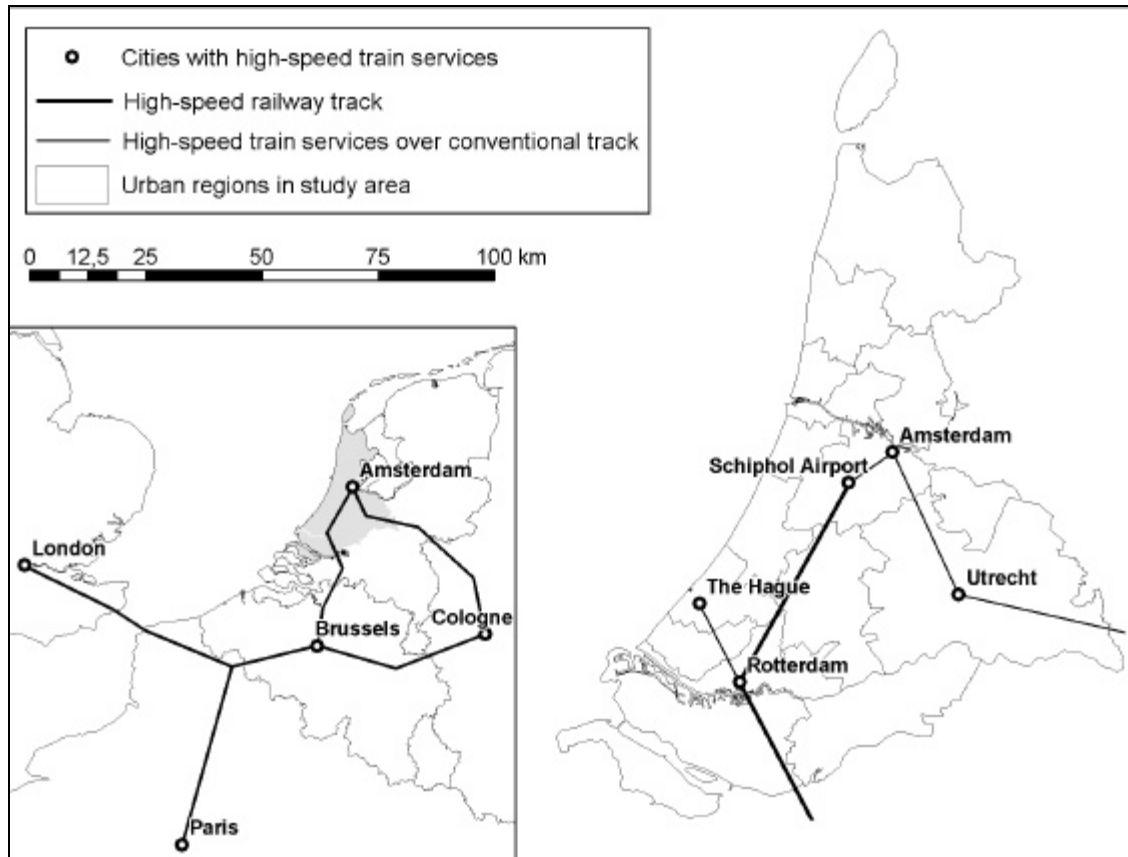 Cities with high-speed train services
High-speed railway track
High-speed train services over conventional track
Urban regions in study area
0 12,5 25 50 75 100 km
Amsterdam
London
Brussels
Cologne
Paris
Amsterdam
Schiphol Airport
The Hague
Utrecht
Rotterdam